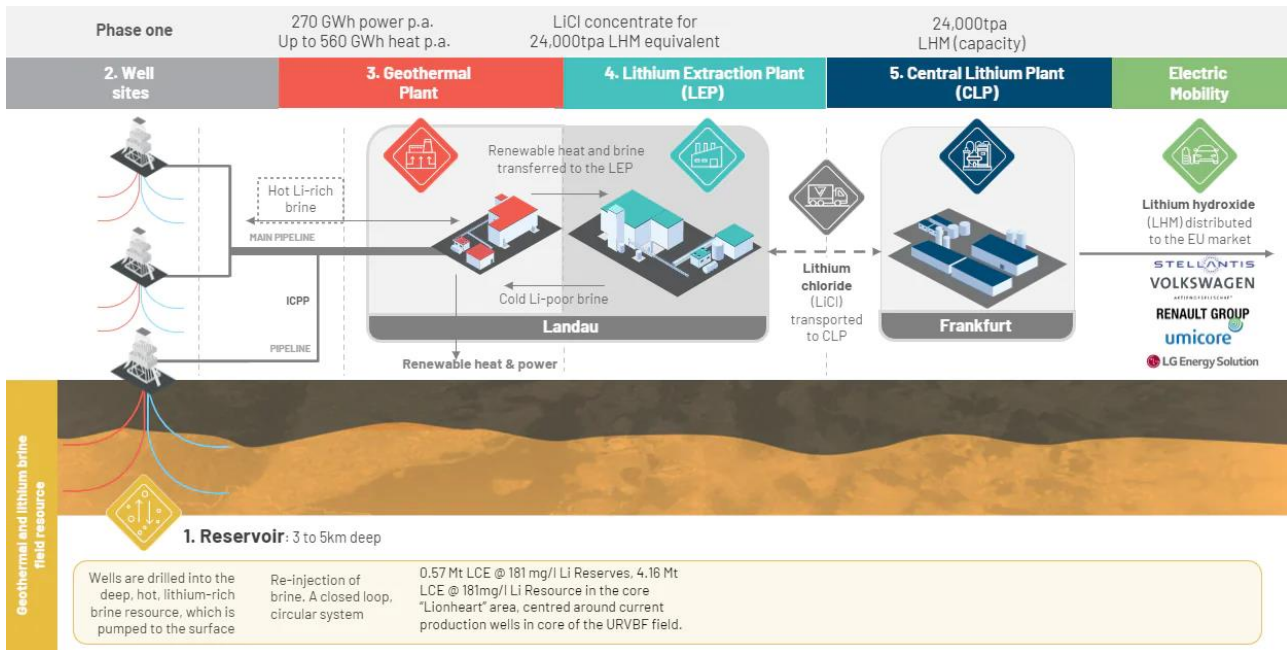 Phase one
270 GWh power p.a.
Up to 560 GWh heat p.a.
LiCl concentrate for
24,000tpa LHM equivalent
24,000tpa
LHM (capacity)
2. Well
sites
3. Geothermal
Plant
4. Lithium Extraction Plant
(LEP)
5. Central Lithium Plant
(CLP)
Electric
Mobility
Renewable heat and brine
transferred to the LEP
Hot Li-rich
brine
MAIN PIPELINE
ICPP
PIPELINE
Cold Li-poor brine
Landau
Renewable heat & power
Lithium
chloride
(LiCl)
transported
to CLP
Frankfurt
Lithium hydroxide
(LHM) distributed
to the EU market
STELLANTIS
VOLKSWAGEN
AKTIENGESELLSCHAFT
RENAULT GROUP
umicore
LG Energy Solution
Geothermal and lithium brine
field resource
1. Reservoir: 3 to 5km deep
Wells are drilled into the
deep, hot, lithium-rich
brine resource, which is
pumped to the surface
Re-injection of
brine. A closed loop,
circular system
0.57 Mt LCE @ 181 mg/l Li Reserves, 4.16 Mt
LCE @ 181mg/l Li Resource in the core
"Lionheart" area, centred around current
production wells in core of the URVBF field.